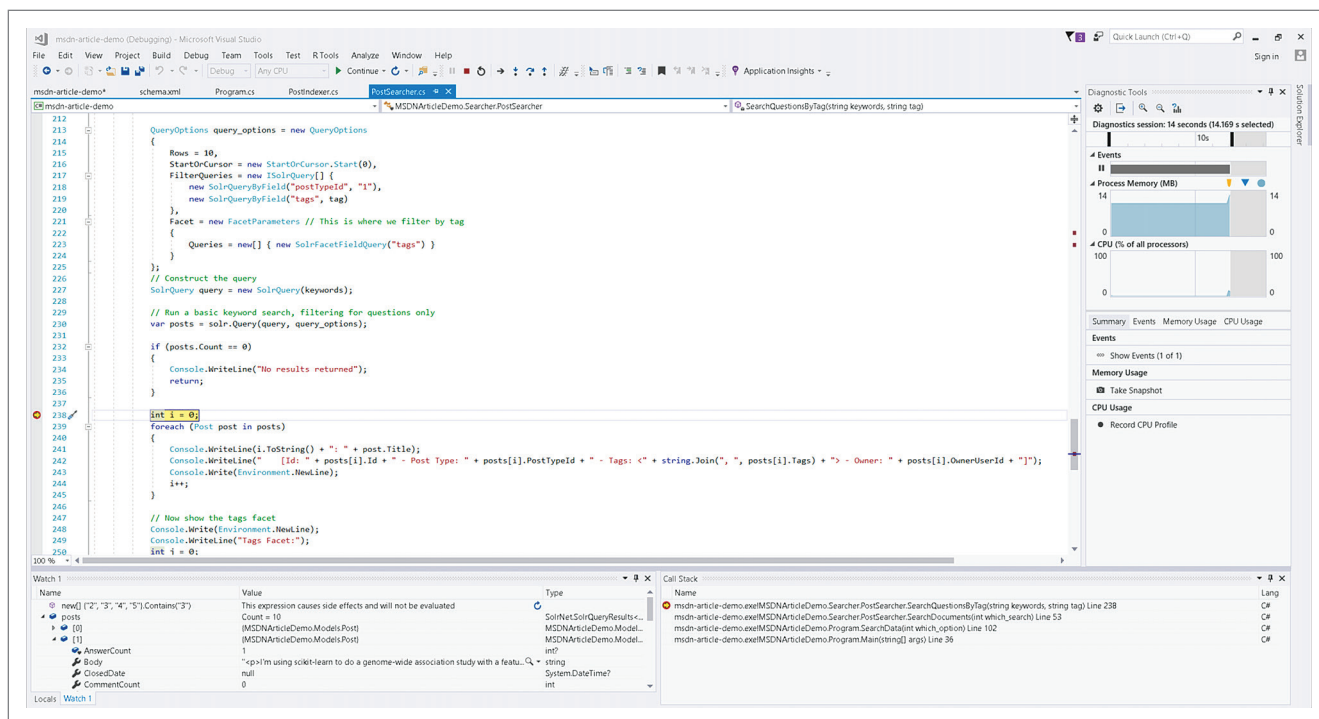 msdn-article-demo (Debugging) - Microsoft Visual Studio
3
Quick Launch (Ctrl+Q)
File Edit View Project Build Debug Team Tools Test R Tools Analyze Window Help
Sign in
Debug Any CPU Continue Application Insights
msdn-article-demo* schema.xml Program.cs PostIndexer.cs PostSearcher.cs
Diagnostic Tools
Solution Explorer
msdn-article-demo MSDNArticleDemo.Searcher.PostSearcher SearchQuestionsByTag(string keywords, string tag)
212
213 QueryOptions query_options = new QueryOptions
214 {
215 Rows = 10,
216 StartOrCursor = new StartOrCursor.Start(0),
217 FilterQueries = new ISolrQuery[] {
218 new SolrQueryByField("postTypeId", "1"),
219 new SolrQueryByField("tags", tag)
220 },
221 Facet = new FacetParameters // This is where we filter by tag
222 {
223 Queries = new[] { new SolrFacetFieldQuery("tags") }
224 }
225 };
226 // Construct the query
227 SolrQuery query = new SolrQuery(keywords);
228
229 // Run a basic keyword search, filtering for questions only
230 var posts = solr.Query(query, query_options);
231
232 if (posts.Count == 0)
233 {
234 Console.WriteLine("No results returned");
235 return;
236 }
237
238 int i = 0;
239 foreach (Post post in posts)
240 {
241 Console.WriteLine(i.ToString() + ": " + post.Title);
242 Console.WriteLine("    [Id: " + posts[i].Id + " - Post Type: " + posts[i].PostTypeId + " - Tags: <" + string.Join(", ", posts[i].Tags) + "> - Owner: " + posts[i].OwnerUserId + "]");
243 Console.Write(Environment.NewLine);
244 i++;
245 }
246
247 // Now show the tags facet
248 Console.Write(Environment.NewLine);
249 Console.WriteLine("Tags Facet:");
250 int j = 0;
100 %
Diagnostics session: 14 seconds (14.169 s selected)
10s
Events
Process Memory (MB)
14 14
0 0
CPU (% of all processors)
100 100
0 0
Summary Events Memory Usage CPU Usage
Events
Show Events (1 of 1)
Memory Usage
Take Snapshot
CPU Usage
Record CPU Profile
Watch 1
Name Value Type
new[] {"2", "3", "4", "5"}.Contains("3") This expression causes side effects and will not be evaluated
posts Count = 10 SolrNet.SolrQueryResults<...
[0] {MSDNArticleDemo.Models.Post} MSDNArticleDemo.Model...
[1] {MSDNArticleDemo.Models.Post} MSDNArticleDemo.Model...
AnswerCount 1 int?
Body "<p>I'm using scikit-learn to do a genome-wide association study with a featu... string
ClosedDate null System.DateTime?
CommentCount 0 int
Locals Watch 1
Call Stack
Name Lang
msdn-article-demo.exe!MSDNArticleDemo.Searcher.PostSearcher.SearchQuestionsByTag(string keywords, string tag) Line 238 C#
msdn-article-demo.exe!MSDNArticleDemo.Searcher.PostSearcher.SearchDocuments(int which_search) Line 53 C#
msdn-article-demo.exe!MSDNArticleDemo.Program.SearchData(int which_option) Line 102 C#
msdn-article-demo.exe!MSDNArticleDemo.Program.Main(string[] args) Line 36 C#